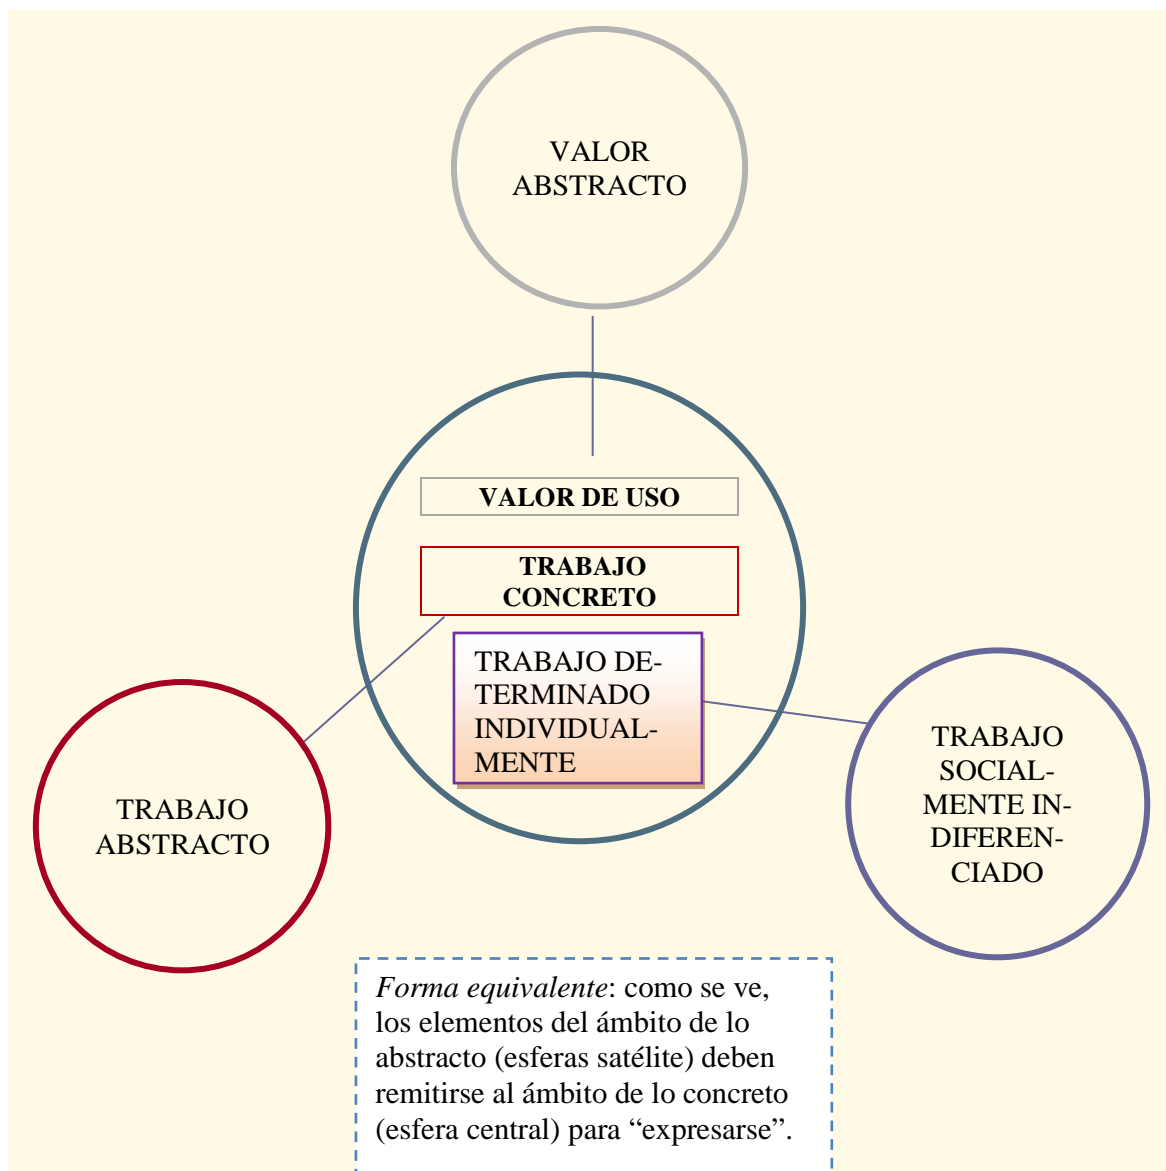 VALOR
ABSTRACTO
VALOR DE USO
TRABAJO
CONCRETO
TRABAJO DE-
TERMINADO
INDIVIDUAL-
MENTE
TRABAJO
ABSTRACTO
TRABAJO
SOCIAL-
MENTE IN-
DIFEREN-
CIADO
Forma equivalente: como se ve,
los elementos del ámbito de lo
abstracto (esferas satélite) deben
remitirse al ámbito de lo concreto
(esfera central) para “expresarse”.